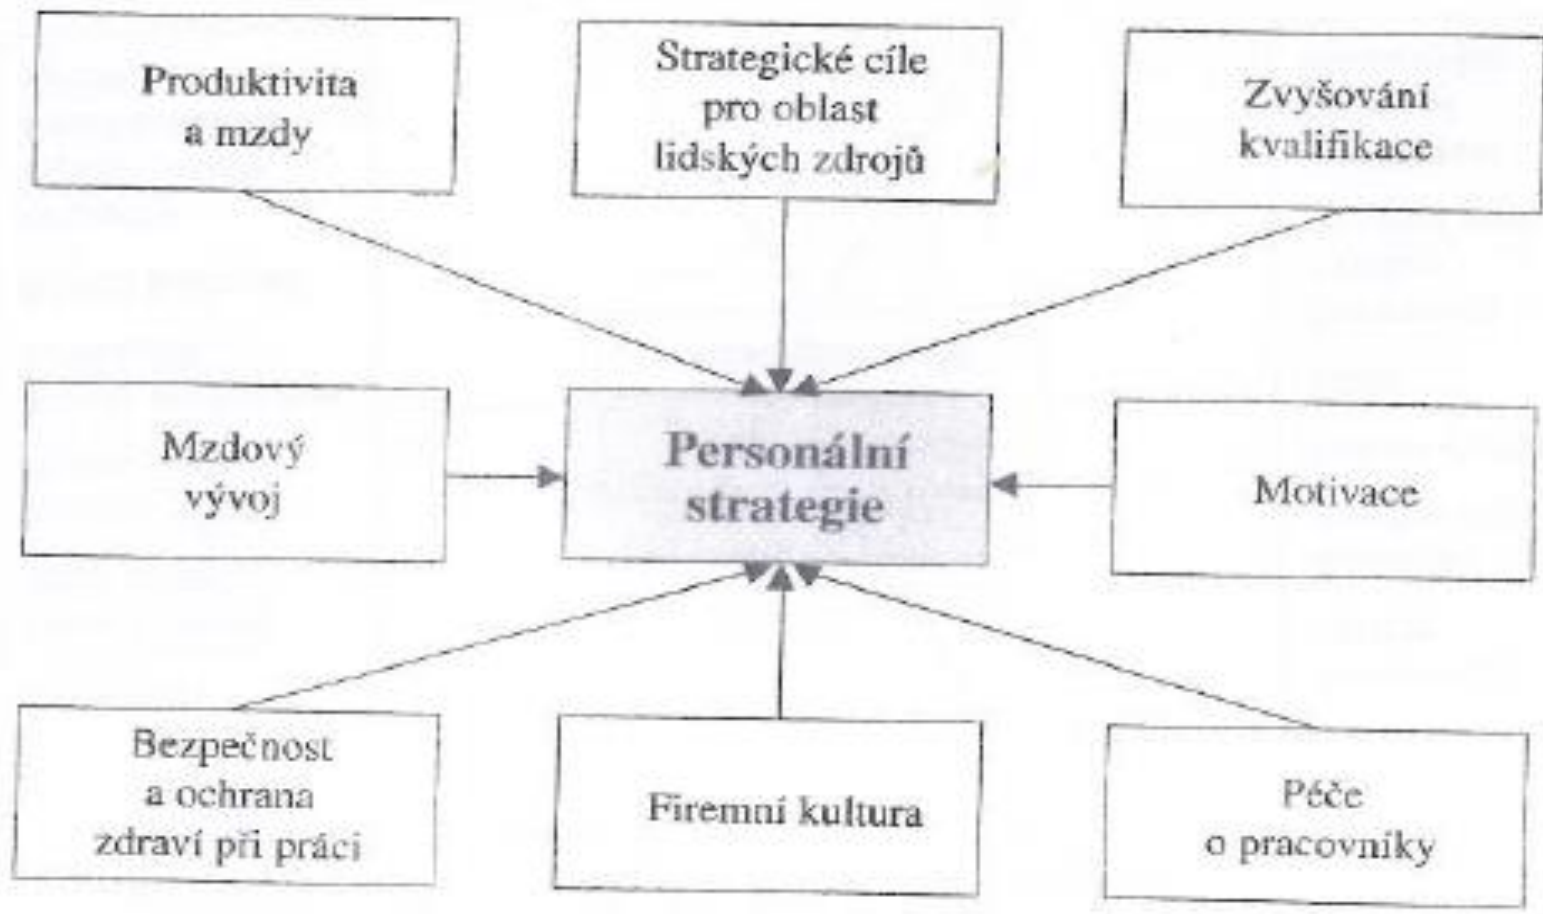 Produktivita
a mzdy
Strategické cíle
pro oblast
lidských zdrojů
Zvyšování
kvalifikace
Mzdový
vývoj
Personální
strategie
Motivace
Bezpečnost
a ochrana
zdraví při práci
Firemní kultura
Péče
o pracovníky